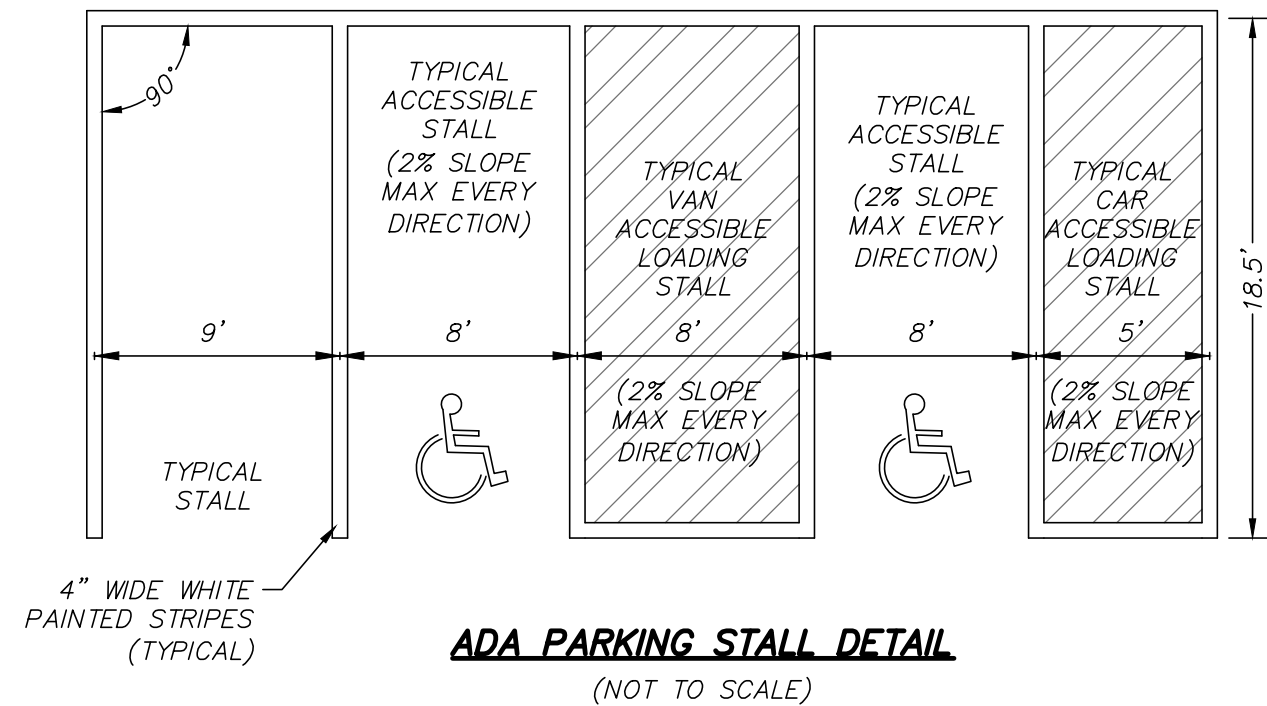 90°
TYPICAL
ACCESSIBLE
STALL
(2% SLOPE
MAX EVERY
DIRECTION)
TYPICAL
VAN
ACCESSIBLE
LOADING
STALL
TYPICAL
ACCESSIBLE
STALL
(2% SLOPE
MAX EVERY
DIRECTION)
TYPICAL
CAR
ACCESSIBLE
LOADING
STALL
18.5'
9'
8'
8'
8'
5'
(2% SLOPE
MAX EVERY
DIRECTION)
(2% SLOPE
MAX EVERY
DIRECTION)
TYPICAL
STALL
4" WIDE WHITE
PAINTED STRIPES
(TYPICAL)
ADA PARKING STALL DETAIL
(NOT TO SCALE)